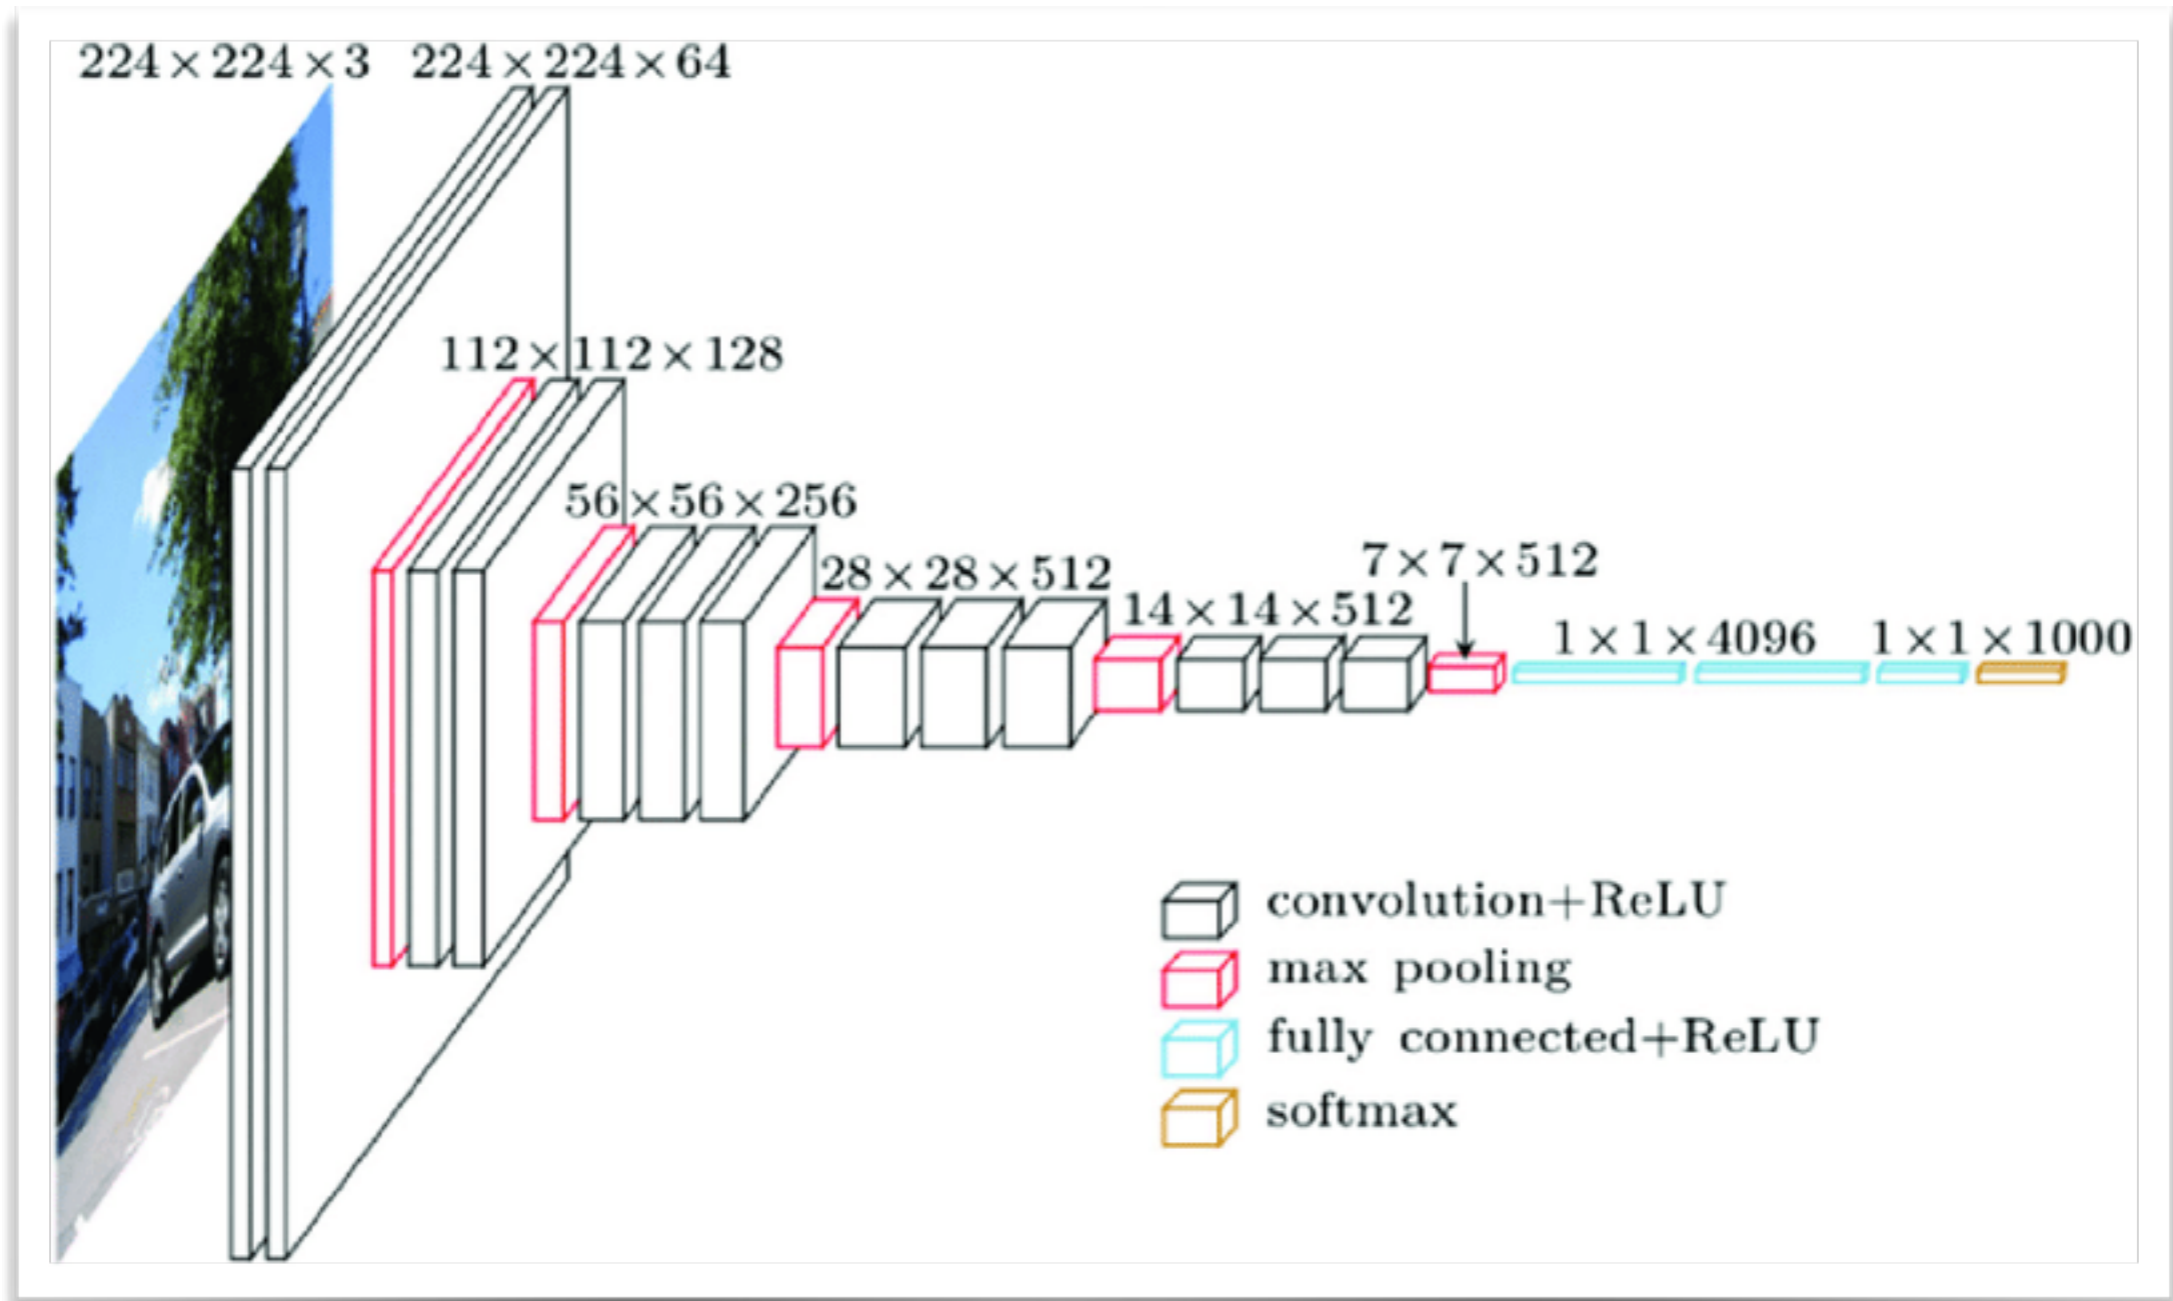 224×224×3
224×224×64
112×112×128
56×56×256
28×28×512
14×14×512
7×7×512
1×1×4096
1×1×1000
convolution+ReLU
max pooling
fully connected+ReLU
softmax